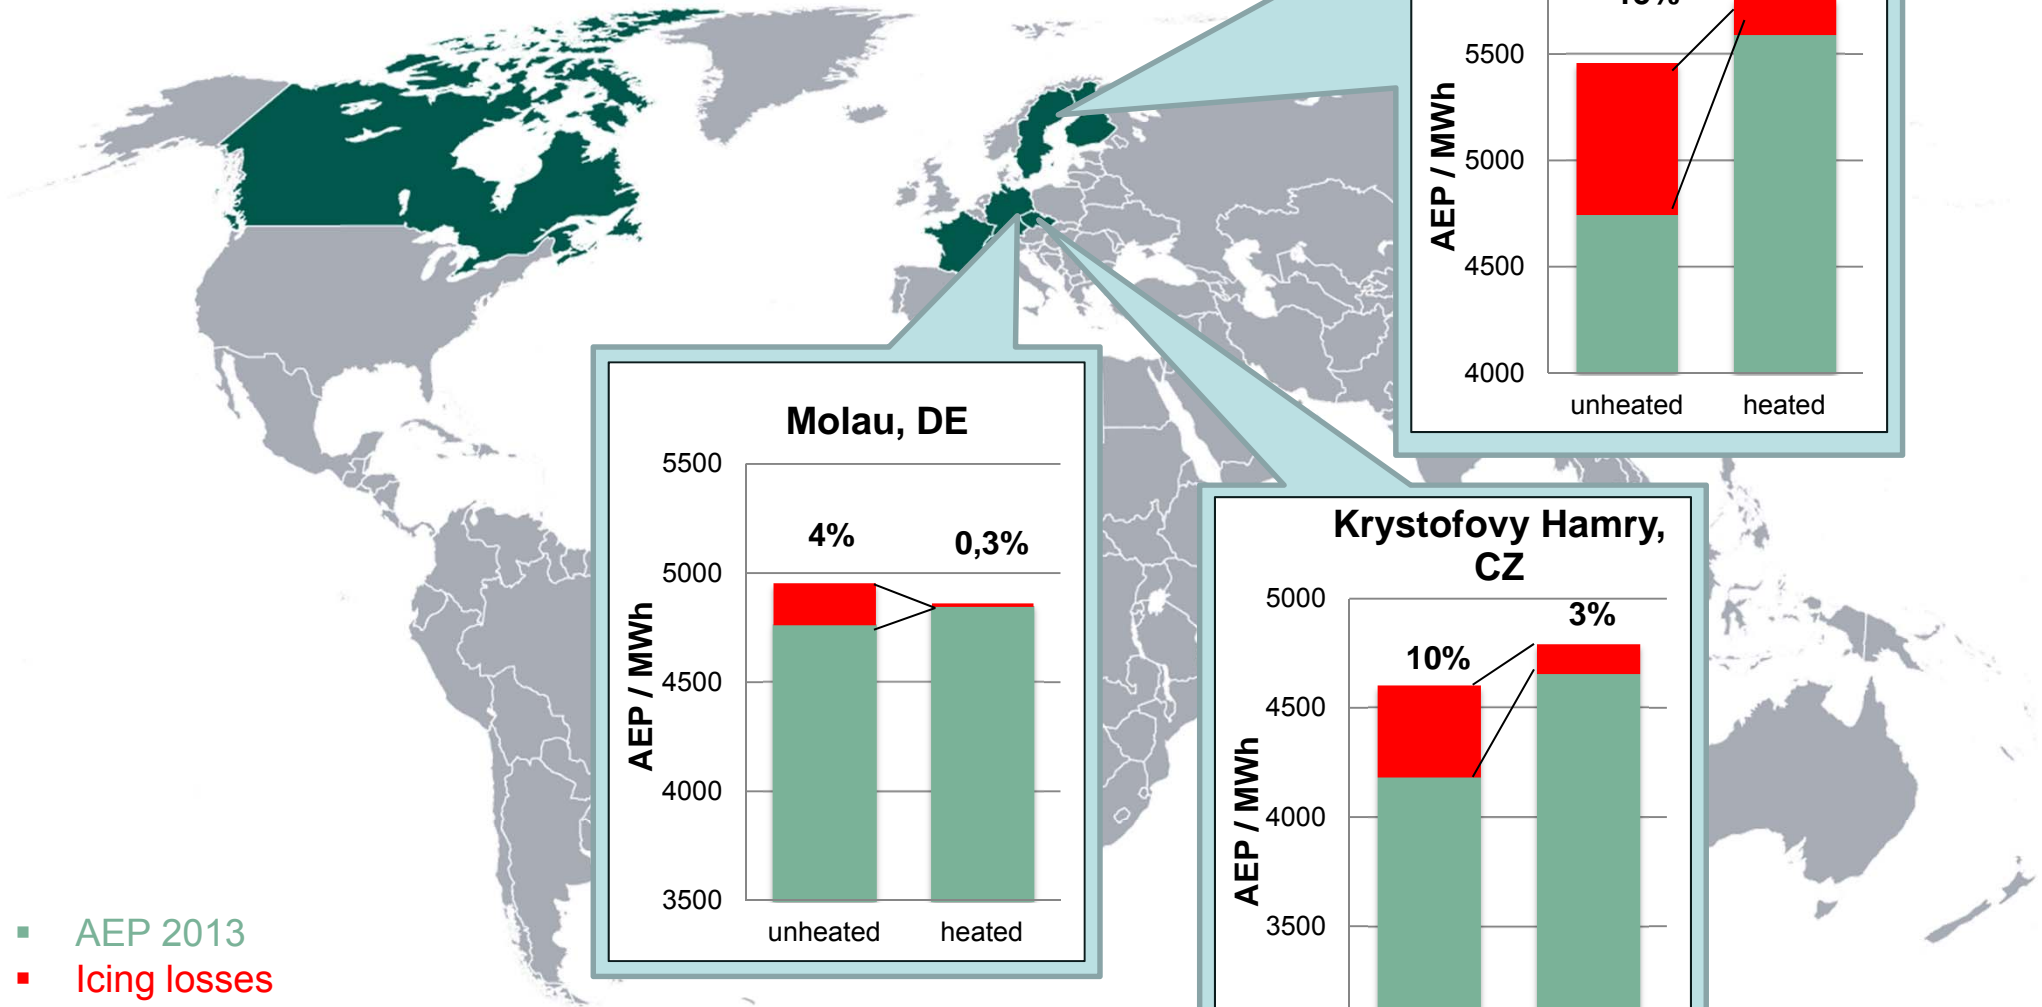 5500
5000
4500
4000
AEP / MWh
unheated heated
Molau, DE
5500
5000
4500
4000
3500
AEP / MWh
4% 0,3%
unheated heated
Krystofovy Hamry,
CZ
5000
4500
4000
3500
AEP / MWh
10% 3%
▪ AEP 2013
▪ Icing losses